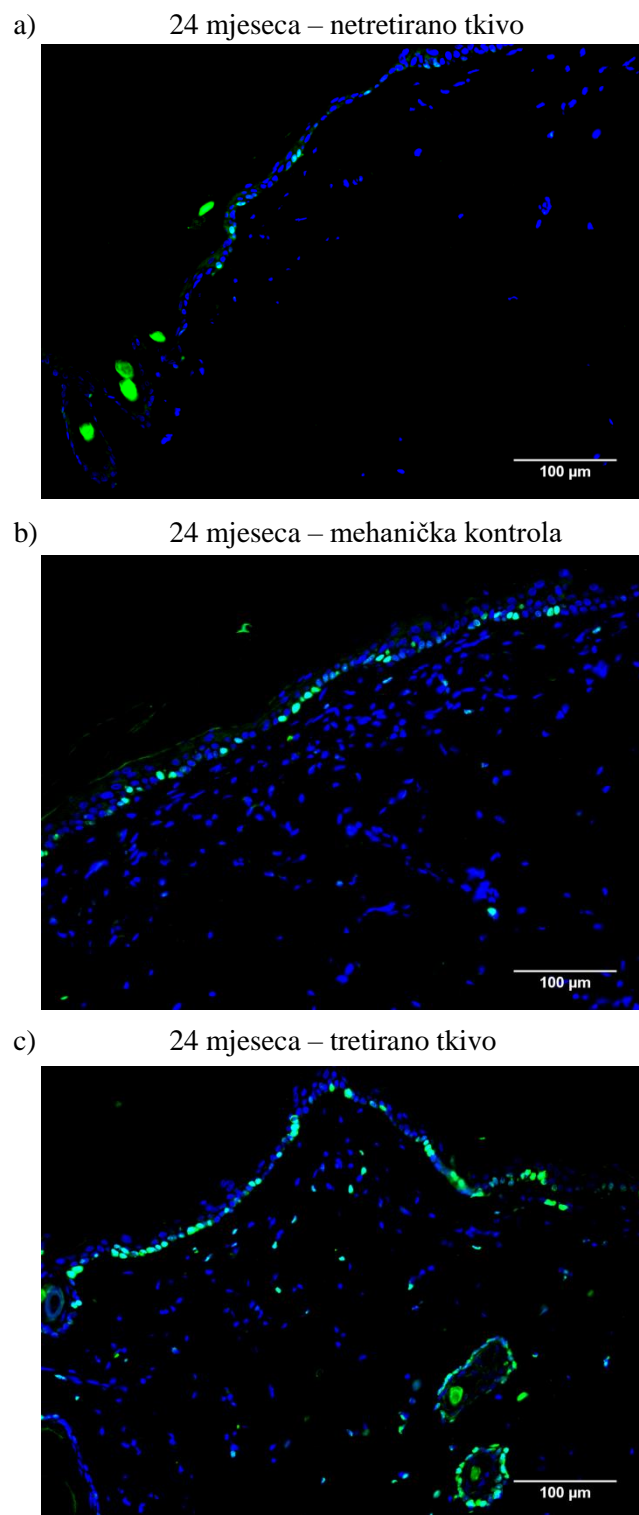 a) 24 mjeseca – netretirano tkivo
100 µm
b) 24 mjeseca – mehanička kontrola
100 µm
c) 24 mjeseca – tretirano tkivo
100 µm